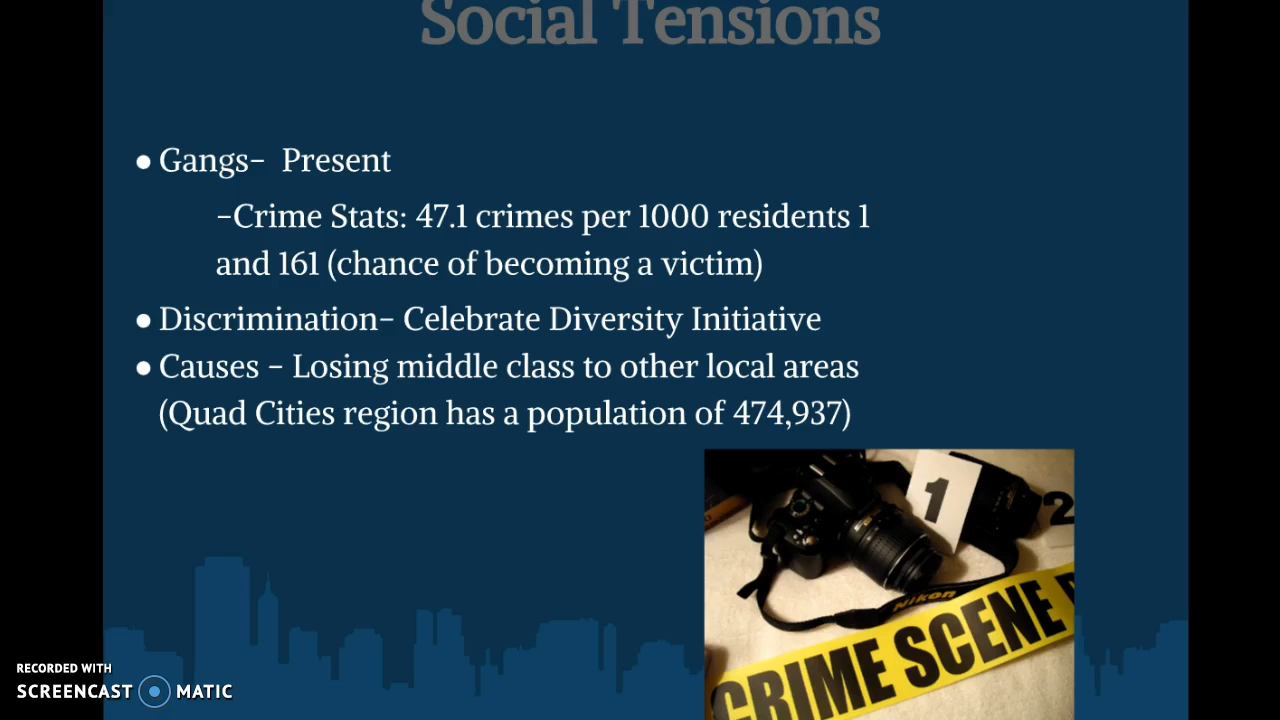 Social Tensions
● Gangs-  Present
-Crime Stats: 47.1 crimes per 1000 residents 1
and 161 (chance of becoming a victim)
● Discrimination- Celebrate Diversity Initiative
● Causes - Losing middle class to other local areas
(Quad Cities region has a population of 474,937)
1
2
Nikon
CRIME SCENE
RECORDED WITH
SCREENCAST MATIC